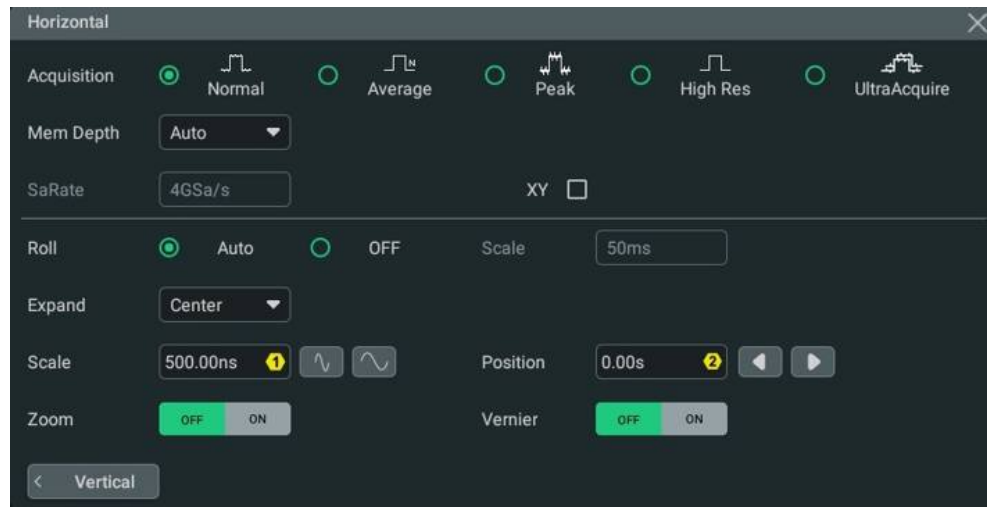 Horizontal
Acquisition Normal N Average Peak High Res UltraAcquire
Mem Depth Auto
SaRate 4GSa/s XY
Roll Auto OFF Scale 50ms
Expand Center
Scale 500.00ns 1 Position 0.00s 2
Zoom OFF ON Vernier OFF ON
< Vertical